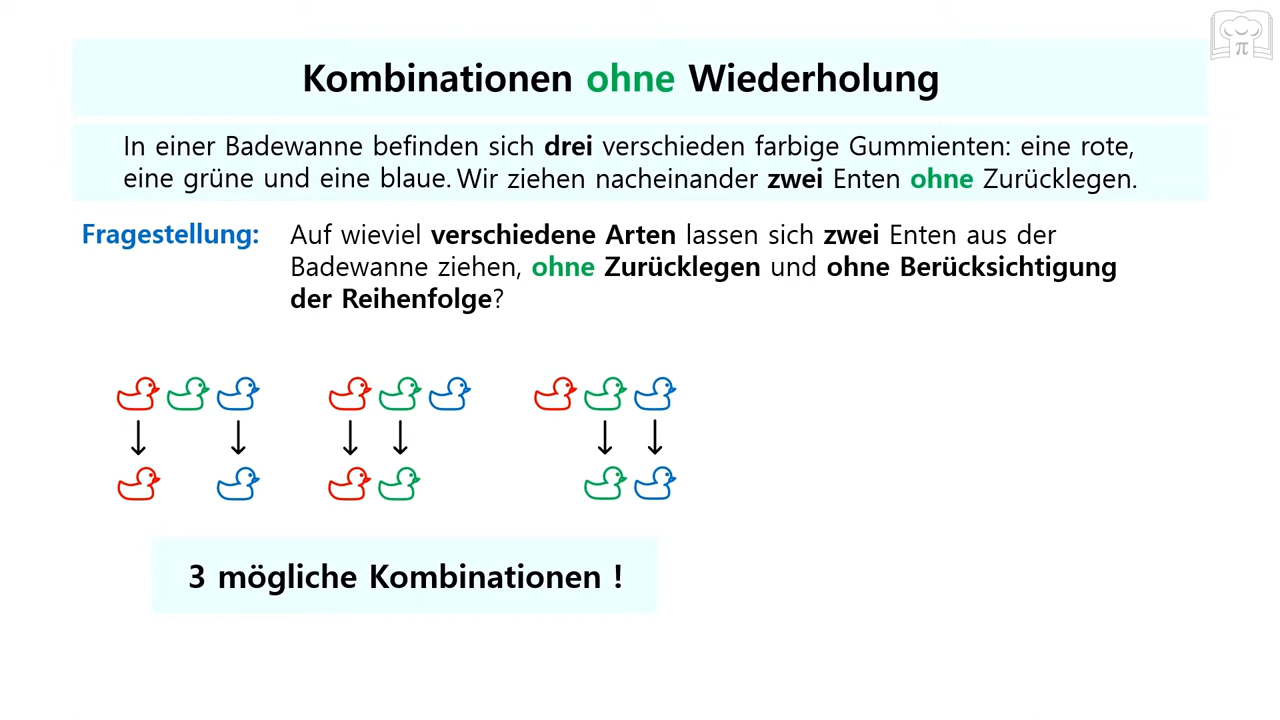 Kombinationen ohne Wiederholung
In einer Badewanne befinden sich drei verschieden farbige Gummienten: eine rote,
eine grüne und eine blaue. Wir ziehen nacheinander zwei Enten ohne Zurücklegen.
Fragestellung: Auf wieviel verschiedene Arten lassen sich zwei Enten aus der
Badewanne ziehen, ohne Zurücklegen und ohne Berücksichtigung
der Reihenfolge?
3 mögliche Kombinationen !
π